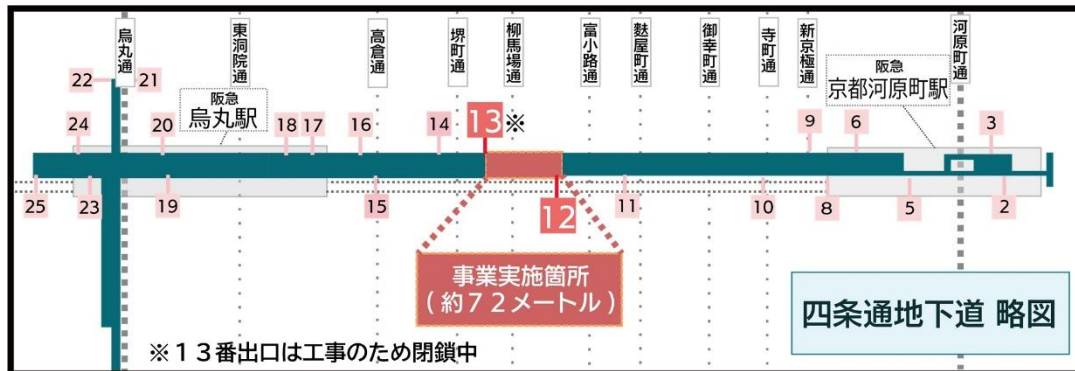 烏丸通
東洞院通
高倉通
堺町通
柳馬場通
富小路通
麩屋町通
御幸町通
寺町通
新京極通
河原町通
22
21
阪急
烏丸駅
阪急
京都河原町駅
24
20
18
17
16
14
13※
9
6
3
25
23
19
15
12
11
10
8
5
2
事業実施箇所
(約72メートル)
四条通地下道 略図
※13番出口は工事のため閉鎖中